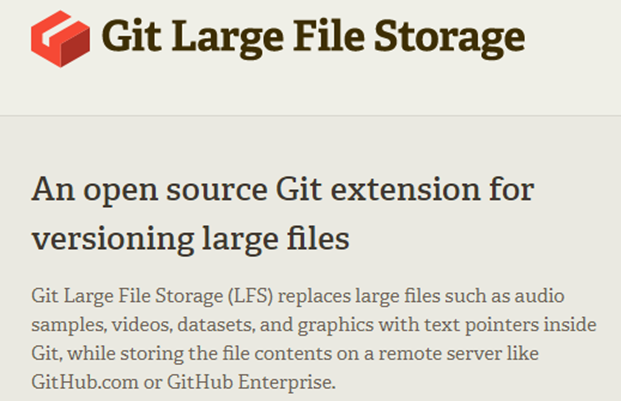 Git Large File Storage
An open source Git extension for
versioning large files
Git Large File Storage (LFS) replaces large files such as audio
samples, videos, datasets, and graphics with text pointers inside
Git, while storing the file contents on a remote server like
GitHub.com or GitHub Enterprise.